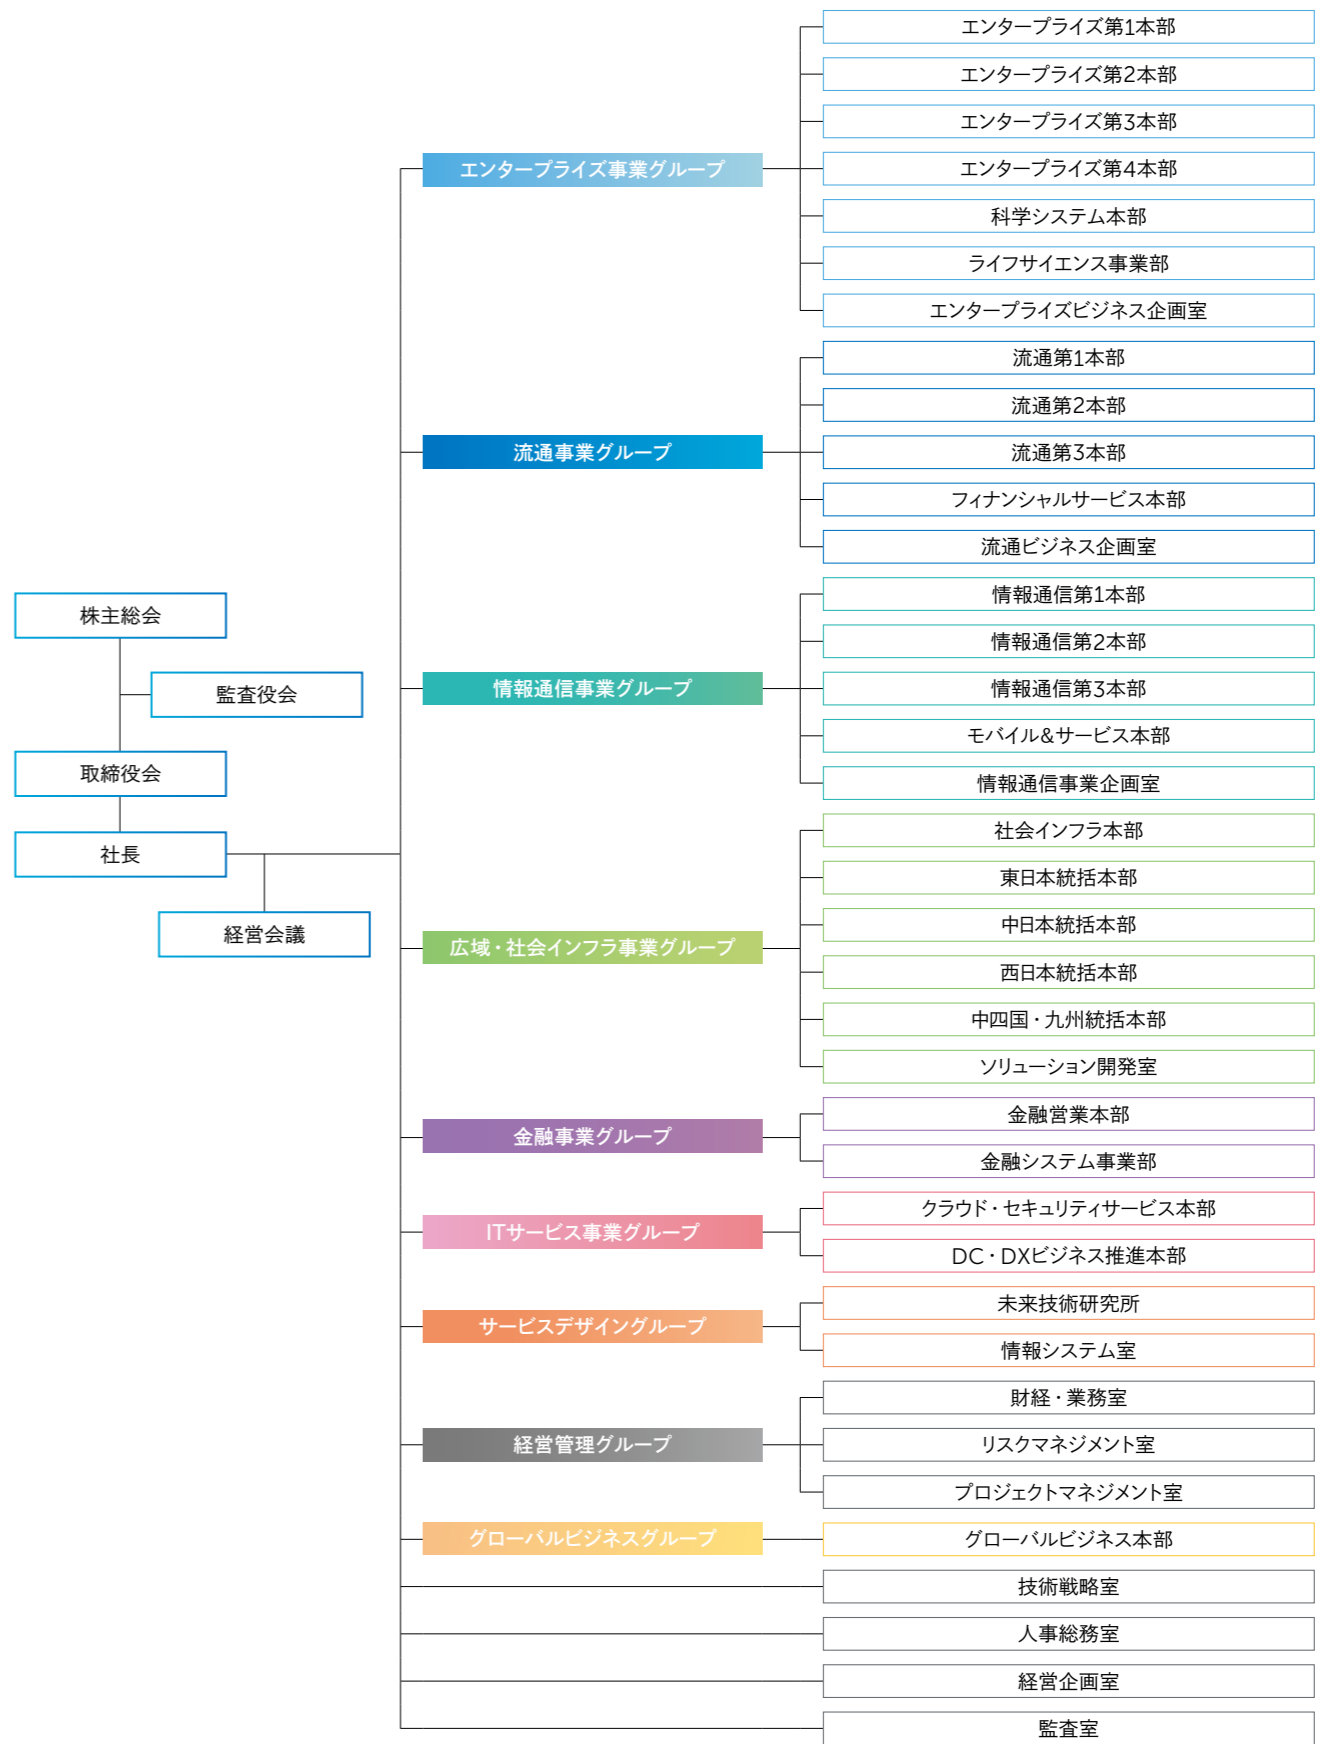 株主総会
監査役会
取締役会
社長
経営会議
エンタープライズ事業グループ
エンタープライズ第1本部
エンタープライズ第2本部
エンタープライズ第3本部
エンタープライズ第4本部
科学システム本部
ライフサイエンス事業部
エンタープライズビジネス企画室
流通事業グループ
流通第1本部
流通第2本部
流通第3本部
フィナンシャルサービス本部
流通ビジネス企画室
情報通信事業グループ
情報通信第1本部
情報通信第2本部
情報通信第3本部
モバイル&サービス本部
情報通信事業企画室
広域・社会インフラ事業グループ
社会インフラ本部
東日本統括本部
中日本統括本部
西日本統括本部
中四国・九州統括本部
ソリューション開発室
金融事業グループ
金融営業本部
金融システム事業部
ITサービス事業グループ
クラウド・セキュリティサービス本部
DC・DXビジネス推進本部
サービスデザイングループ
未来技術研究所
情報システム室
経営管理グループ
財経・業務室
リスクマネジメント室
プロジェクトマネジメント室
グローバルビジネスグループ
グローバルビジネス本部
技術戦略室
人事総務室
経営企画室
監査室